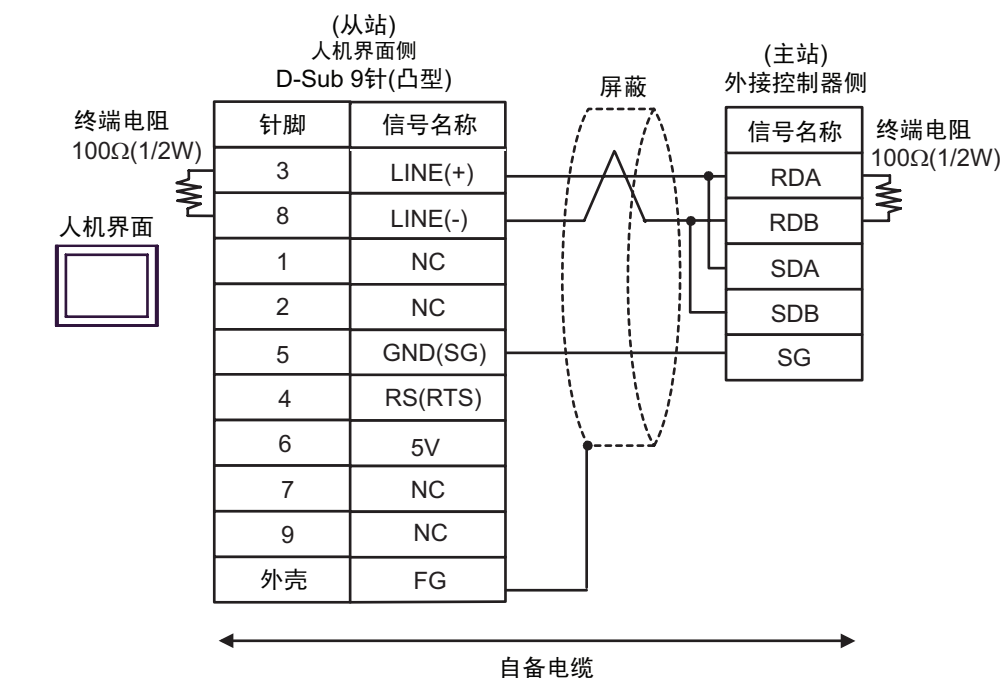 (从站)
人机界面侧
D-Sub 9针(凸型)
(主站)
外接控制器侧
屏蔽
终端电阻
100Ω(1/2W)
针脚 信号名称
信号名称
终端电阻
100Ω(1/2W)
3 LINE(+)
RDA
8 LINE(-)
RDB
人机界面
1 NC
SDA
2 NC
SDB
5 GND(SG)
SG
4 RS(RTS)
6 5V
7 NC
9 NC
外壳 FG
自备电缆